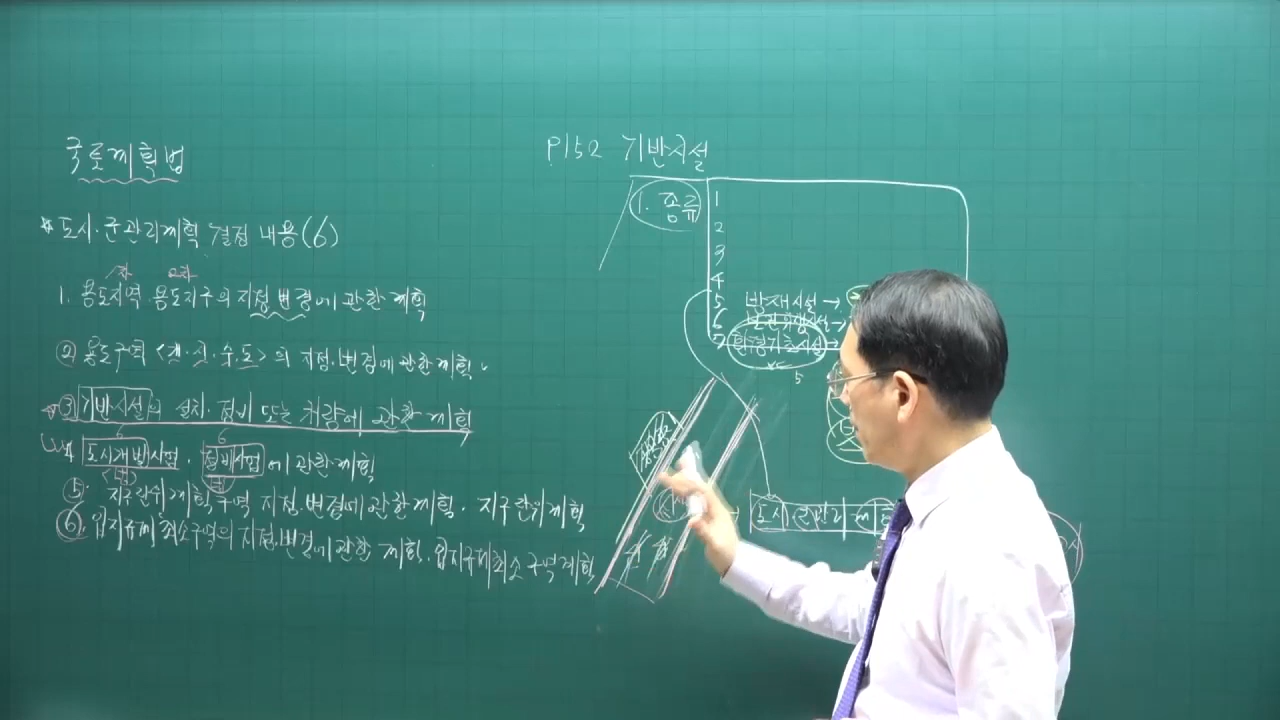 국토계획법
* 도시·군관리계획 결정 내용(6)
1. 용도지역·용도지구의 지정·변경에 관한 계획
② 용도구역 <개·시·수·도>의 지정·변경에 관한 계획
③ 기반시설의 설치·정비 또는 개량에 관한 계획
4. 도시개발사업·정비사업에 관한 계획
⑤ 지구단위계획구역 지정·변경에 관한 계획·지구단위계획
⑥ 입지규제최소구역의 지정·변경에 관한 계획·입지규제최소구역계획
P152 기반시설
1. 종류
1
2
3
4
5 방재시설 →
6 보건위생시설 →
7 환경기초시설
5
도시·군관리계획